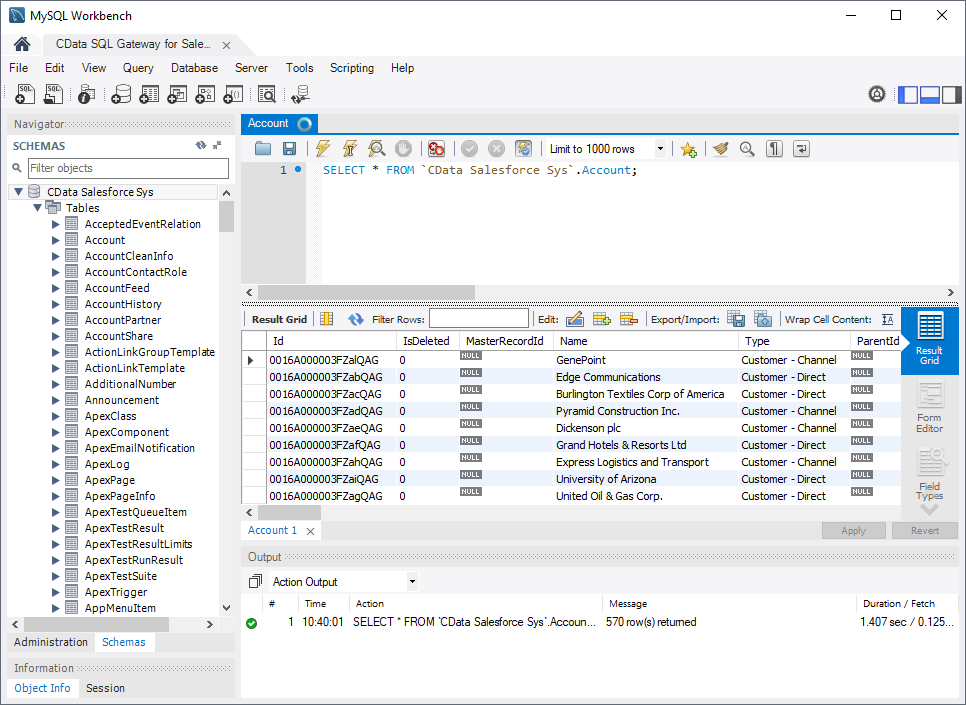 MySQL Workbench
CData SQL Gateway for Sale...
File Edit View Query Database Server Tools Scripting Help
Navigator
SCHEMAS
Filter objects
CData Salesforce Sys
Tables
AcceptedEventRelation
Account
AccountCleanInfo
AccountContactRole
AccountFeed
AccountHistory
AccountPartner
AccountShare
ActionLinkGroupTemplate
ActionLinkTemplate
AdditionalNumber
Announcement
ApexClass
ApexComponent
ApexEmailNotification
ApexLog
ApexPage
ApexPageInfo
ApexTestQueueItem
ApexTestResult
ApexTestResultLimits
ApexTestRunResult
ApexTestSuite
ApexTrigger
AppMenuItem
Administration Schemas
Information
Object Info Session
Account
Limit to 1000 rows
1 SELECT * FROM `CData Salesforce Sys`.Account;
Result Grid Filter Rows: Edit: Export/Import: Wrap Cell Content:
Id IsDeleted MasterRecordId Name Type ParentId
0016A000003FZalQAG 0 NULL GenePoint Customer - Channel NULL
0016A000003FZabQAG 0 NULL Edge Communications Customer - Direct NULL
0016A000003FZacQAG 0 NULL Burlington Textiles Corp of America Customer - Direct NULL
0016A000003FZadQAG 0 NULL Pyramid Construction Inc. Customer - Channel NULL
0016A000003FZaeQAG 0 NULL Dickenson plc Customer - Channel NULL
0016A000003FZafQAG 0 NULL Grand Hotels & Resorts Ltd Customer - Direct NULL
0016A000003FZahQAG 0 NULL Express Logistics and Transport Customer - Channel NULL
0016A000003FZaiQAG 0 NULL University of Arizona Customer - Direct NULL
0016A000003FZagQAG 0 NULL United Oil & Gas Corp. Customer - Direct NULL
Result
Grid
Form
Editor
Field
Types
Account 1 Apply Revert
Output
Action Output
# Time Action Message Duration / Fetch
1 10:40:01 SELECT * FROM `CData Salesforce Sys`.Accoun... 570 row(s) returned 1.407 sec / 0.125...